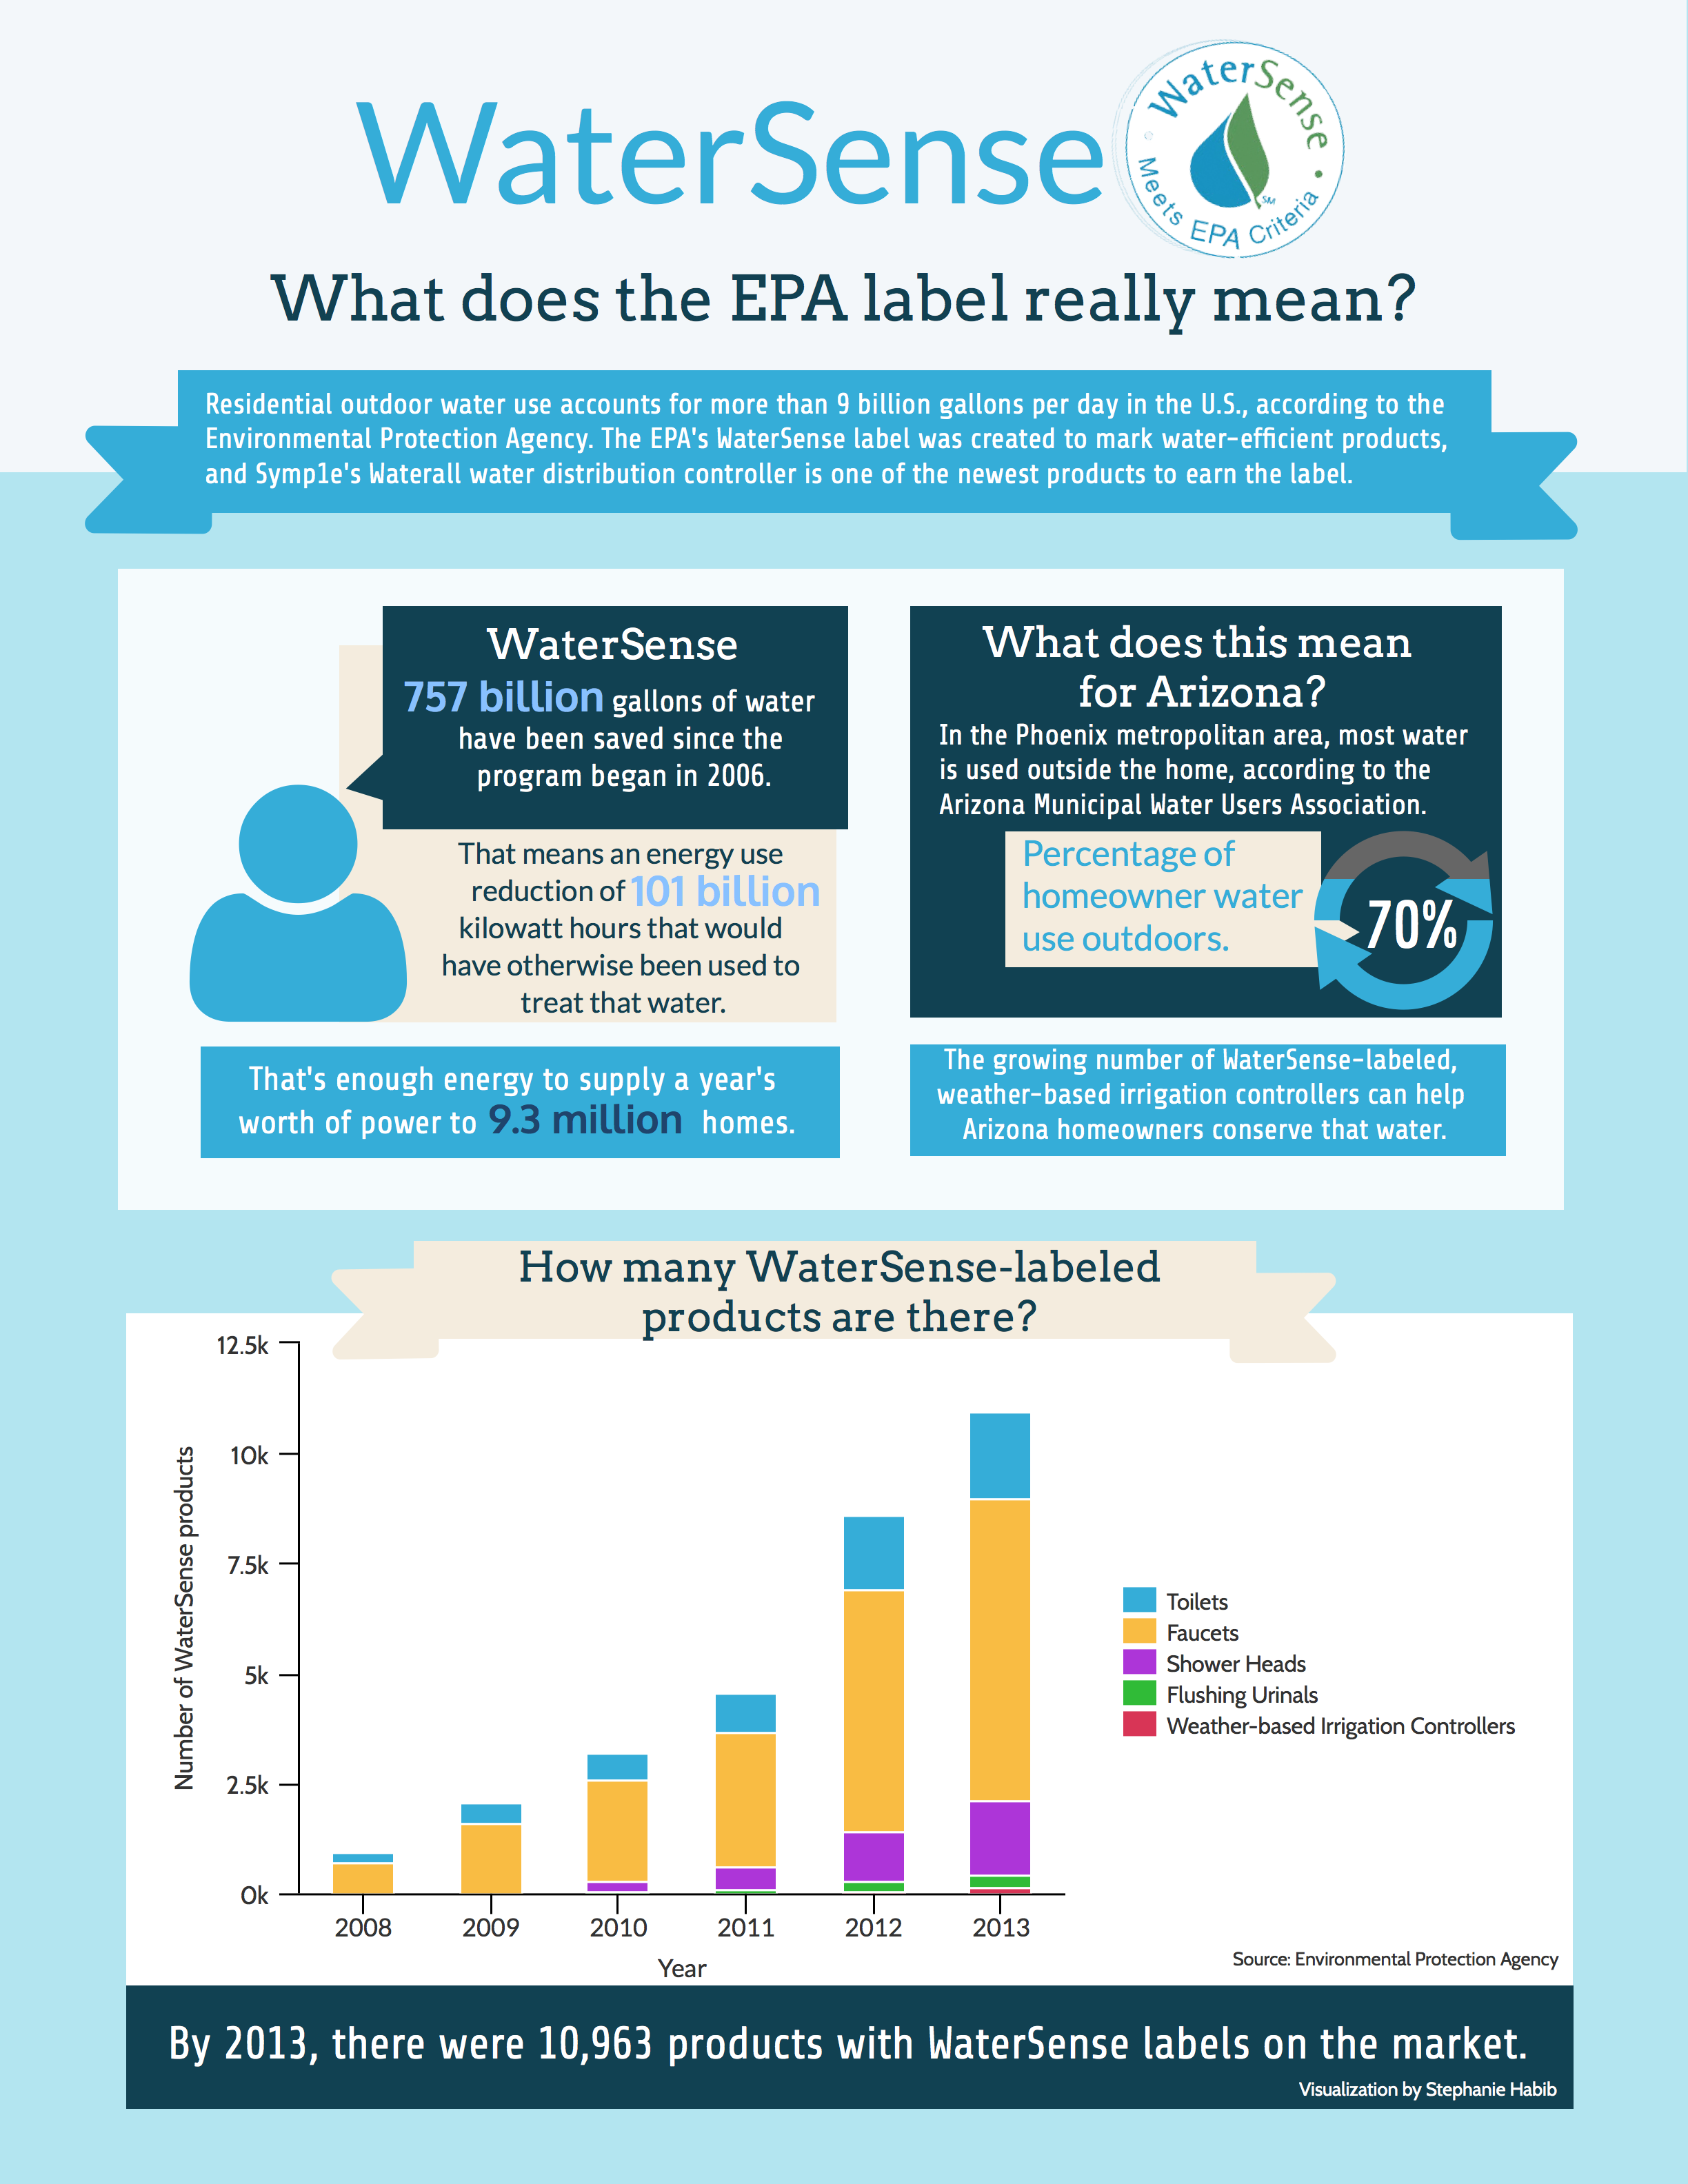 WaterSense
WaterSense
Meets EPA Criteria
SM
What does the EPA label really mean?
Residential outdoor water use accounts for more than 9 billion gallons per day in the U.S., according to the
Environmental Protection Agency. The EPA's WaterSense label was created to mark water-efficient products,
and Symp1e's Waterall water distribution controller is one of the newest products to earn the label.
WaterSense
757 billion gallons of water
have been saved since the
program began in 2006.
That means an energy use
reduction of 101 billion
kilowatt hours that would
have otherwise been used to
treat that water.
That's enough energy to supply a year's
worth of power to 9.3 million homes.
What does this mean
for Arizona?
In the Phoenix metropolitan area, most water
is used outside the home, according to the
Arizona Municipal Water Users Association.
Percentage of
homeowner water
use outdoors.
70%
The growing number of WaterSense-labeled,
weather-based irrigation controllers can help
Arizona homeowners conserve that water.
How many WaterSense-labeled
products are there?
Number of WaterSense products
12.5k
10k
7.5k
5k
2.5k
0k
2008
2009
2010
2011
2012
2013
Year
Toilets
Faucets
Shower Heads
Flushing Urinals
Weather-based Irrigation Controllers
Source: Environmental Protection Agency
By 2013, there were 10,963 products with WaterSense labels on the market.
Visualization by Stephanie Habib